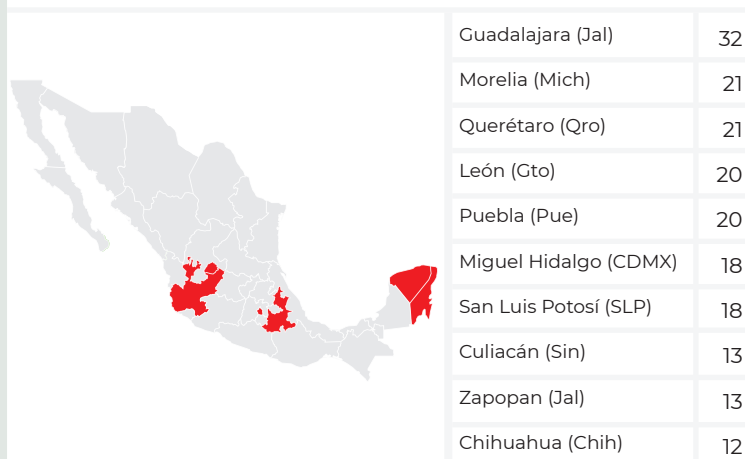 Guadalajara (Jal) 32
Morelia (Mich) 21
Querétaro (Qro) 21
León (Gto) 20
Puebla (Pue) 20
Miguel Hidalgo (CDMX) 18
San Luis Potosí (SLP) 18
Culiacán (Sin) 13
Zapopan (Jal) 13
Chihuahua (Chih) 12